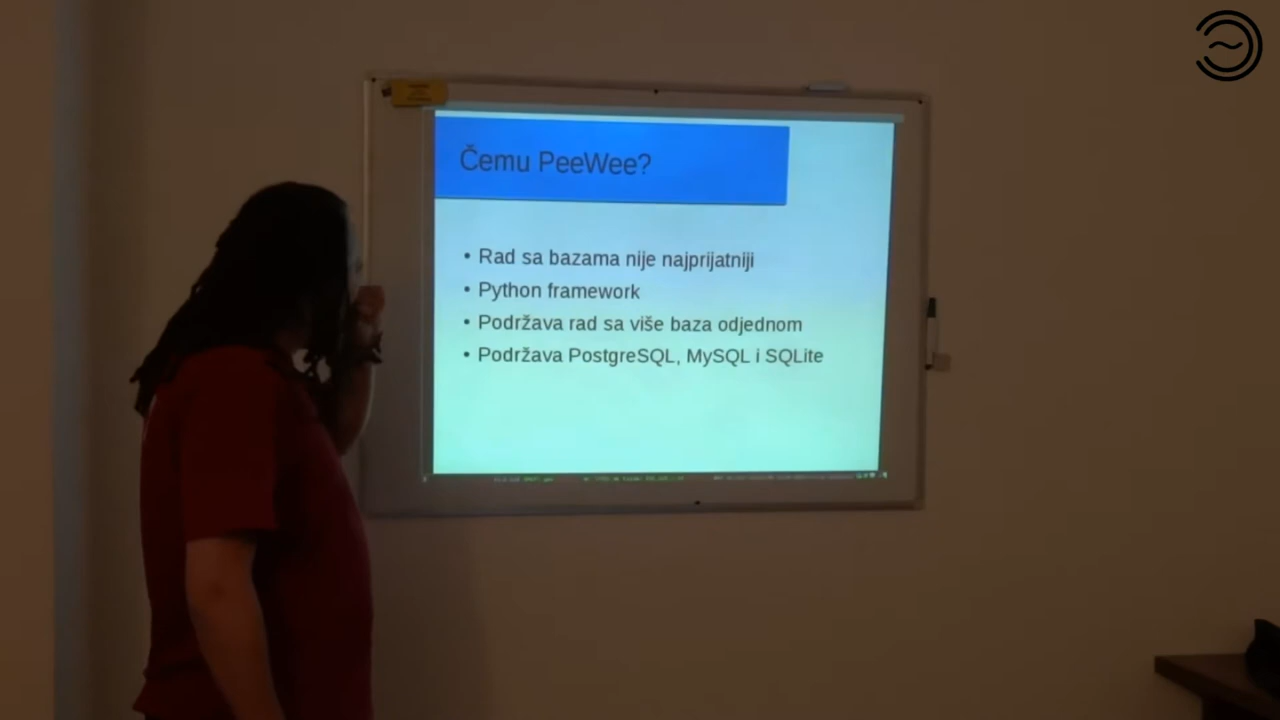 Čemu PeeWee?
• Rad sa bazama nije najprijatniji
• Python framework
• Podržava rad sa više baza odjednom
• Podržava PostgreSQL, MySQL i SQLite